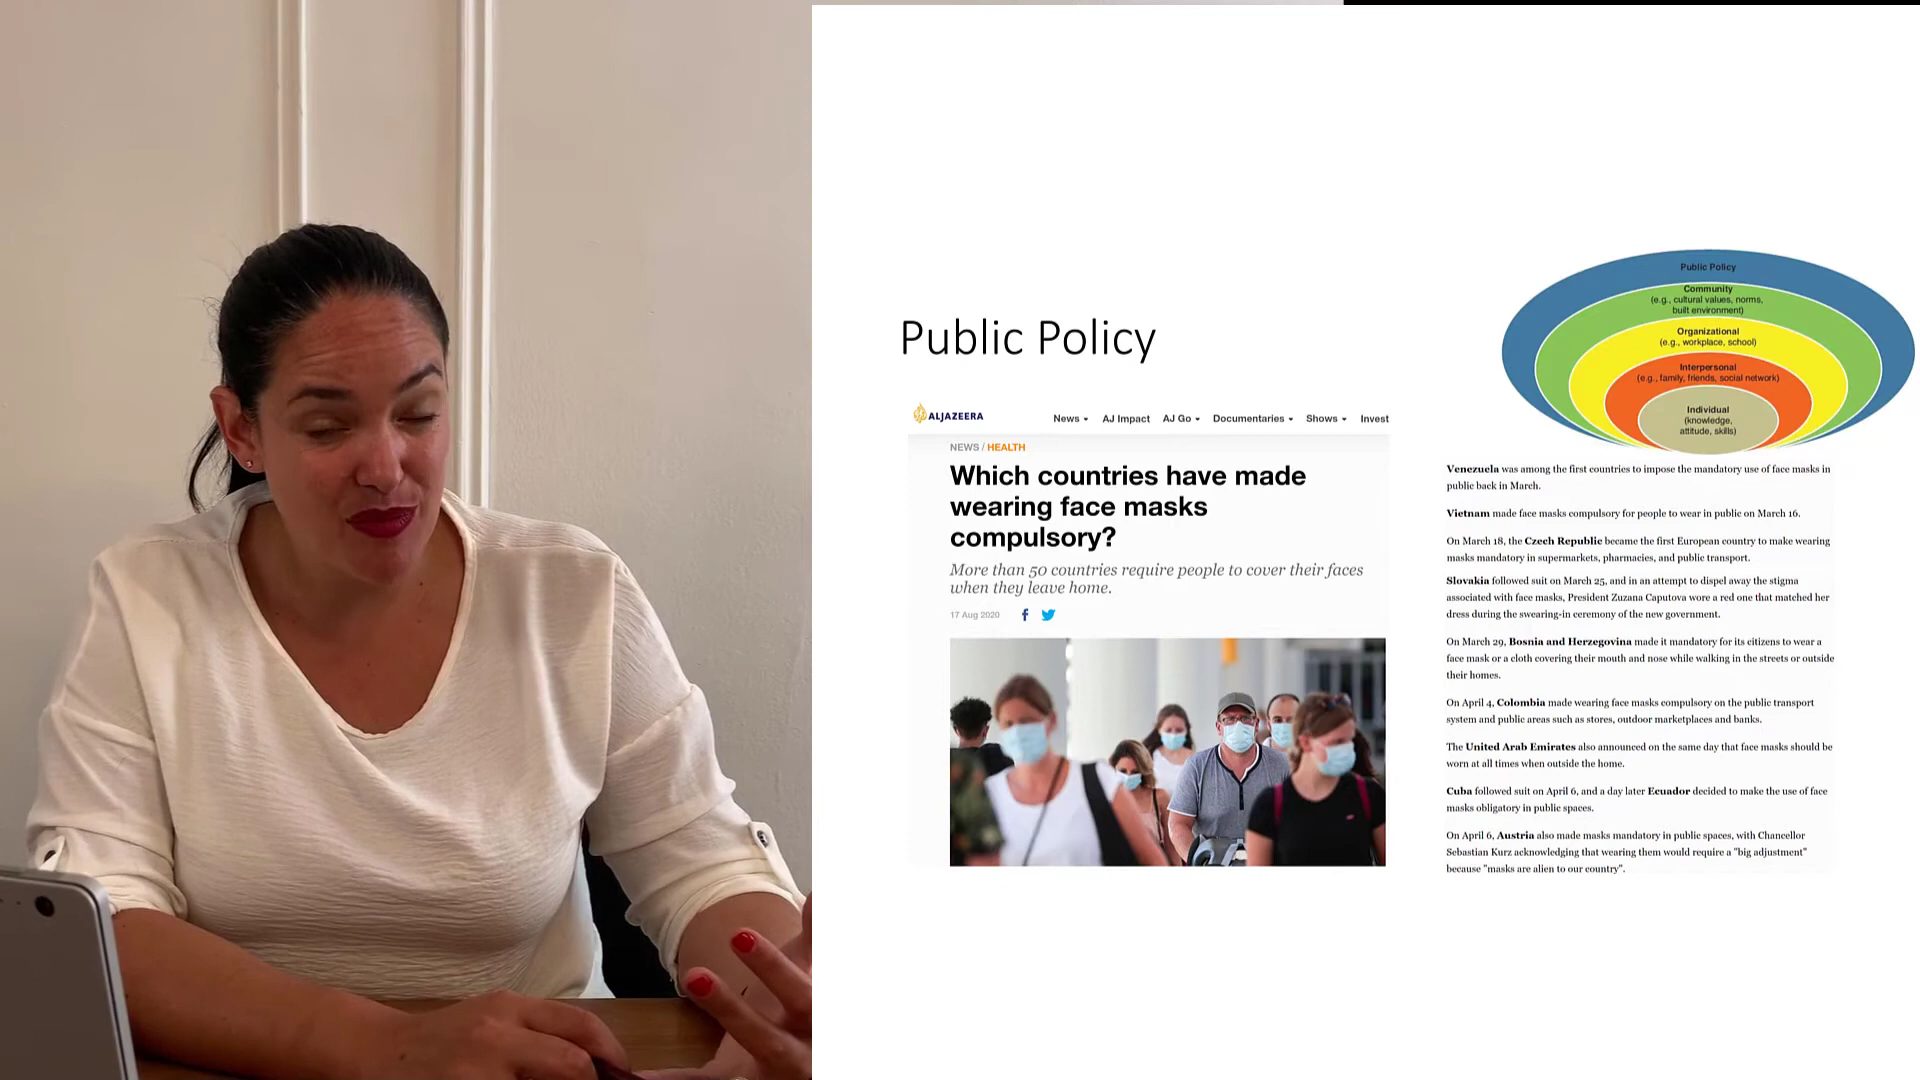 Public Policy
ALJAZEERA
News AJ Impact AJ Go Documentaries Shows Invest
NEWS / HEALTH
Which countries have made
wearing face masks
compulsory?
More than 50 countries require people to cover their faces
when they leave home.
17 Aug 2020
Public Policy
Community
(e.g., cultural values, norms,
built environment)
Organizational
(e.g., workplace, school)
Interpersonal
(e.g., family, friends, social network)
Individual
(knowledge,
attitude, skills)
Venezuela was among the first countries to impose the mandatory use of face masks in
public back in March.
Vietnam made face masks compulsory for people to wear in public on March 16.
On March 18, the Czech Republic became the first European country to make wearing
masks mandatory in supermarkets, pharmacies, and public transport.
Slovakia followed suit on March 25, and in an attempt to dispel away the stigma
associated with face masks, President Zuzana Caputova wore a red one that matched her
dress during the swearing-in ceremony of the new government.
On March 29, Bosnia and Herzegovina made it mandatory for its citizens to wear a
face mask or a cloth covering their mouth and nose while walking in the streets or outside
their homes.
On April 4, Colombia made wearing face masks compulsory on the public transport
system and public areas such as stores, outdoor marketplaces and banks.
The United Arab Emirates also announced on the same day that face masks should be
worn at all times when outside the home.
Cuba followed suit on April 6, and a day later Ecuador decided to make the use of face
masks obligatory in public spaces.
On April 6, Austria also made masks mandatory in public spaces, with Chancellor
Sebastian Kurz acknowledging that wearing them would require a "big adjustment"
because "masks are alien to our country".